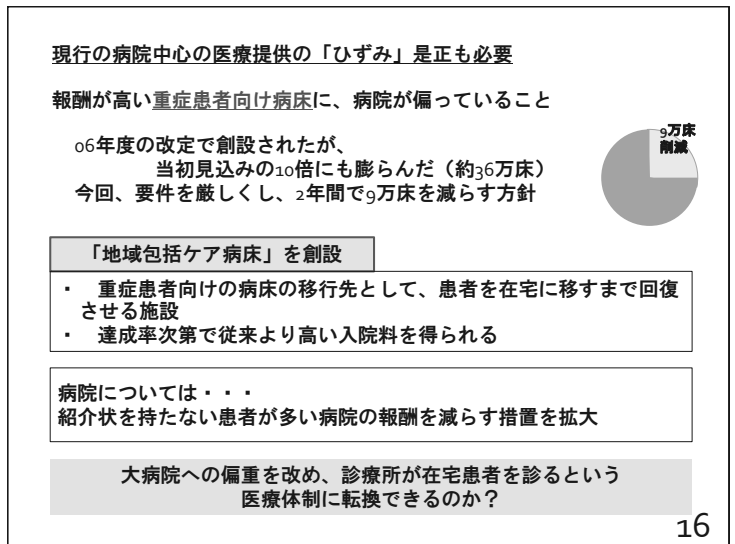 現行の病院中心の医療提供の「ひずみ」是正も必要
報酬が高い重症患者向け病床に、病院が偏っていること
06年度の改定で創設されたが、
当初見込みの10倍にも膨らんだ（約36万床）
今回、要件を厳しくし、2年間で9万床を減らす方針
9万床
削減
「地域包括ケア病床」を創設
・ 重症患者向けの病床の移行先として、患者を在宅に移すまで回復
させる施設
・ 達成率次第で従来より高い入院料を得られる
病院については・・・
紹介状を持たない患者が多い病院の報酬を減らす措置を拡大
大病院への偏重を改め、診療所が在宅患者を診るという
医療体制に転換できるのか？
16